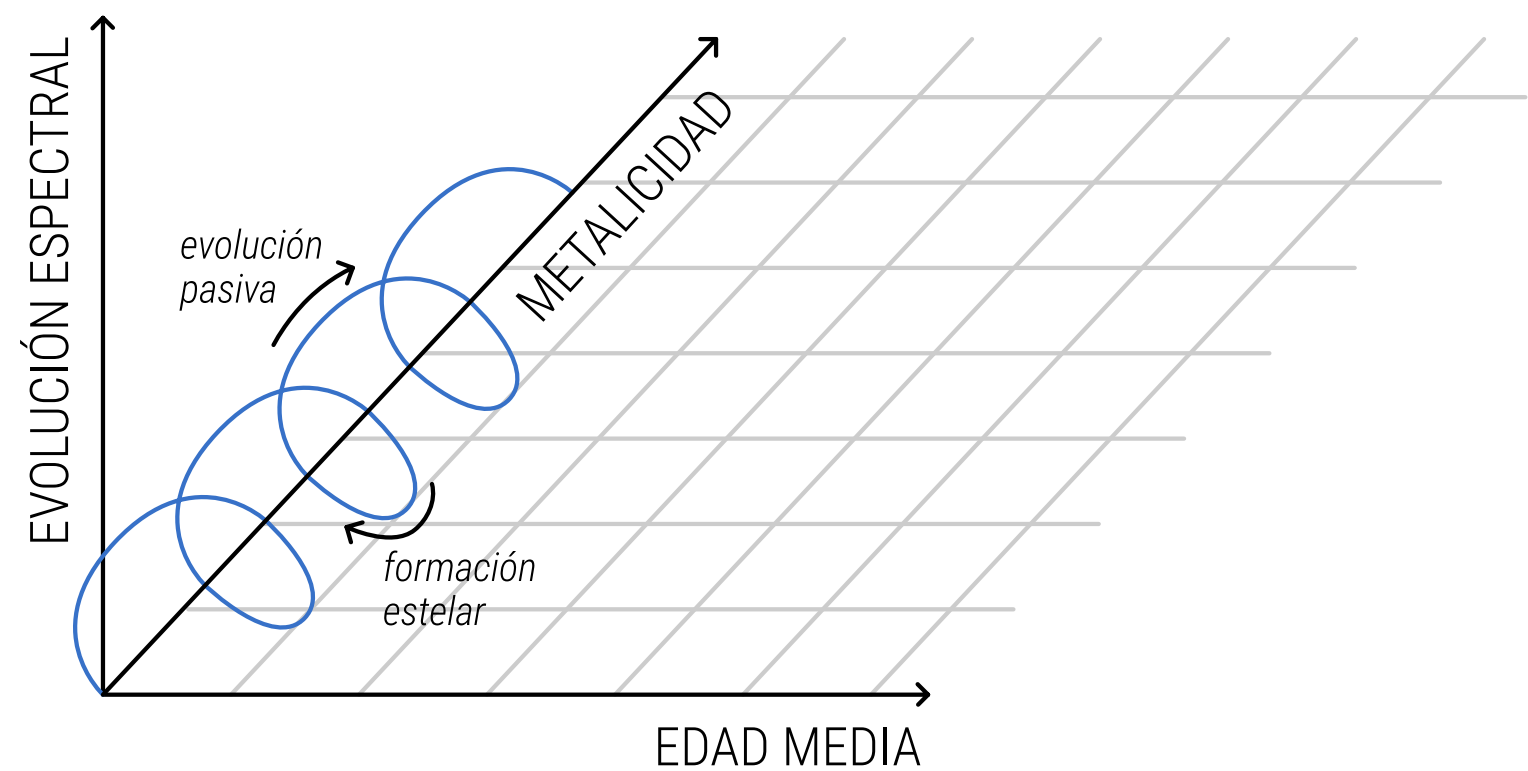 EVOLUCIÓN ESPECTRAL
evolución
pasiva
METALICIDAD
formación
estelar
EDAD MEDIA